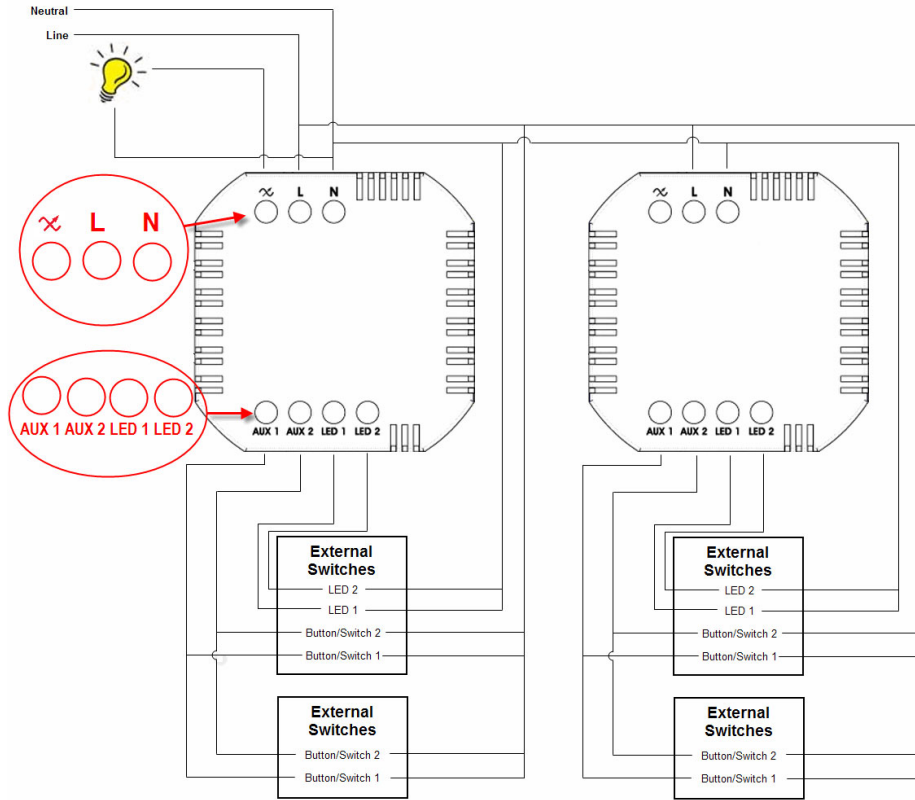 Neutral
Line
L N
L N
L N
AUX 1 AUX 2 LED 1 LED 2
AUX 1 AUX 2 LED 1 LED 2
AUX 1 AUX 2 LED 1 LED 2
External
Switches
LED 2
LED 1
Button/Switch 2
Button/Switch 1
External
Switches
LED 2
LED 1
Button/Switch 2
Button/Switch 1
External
Switches
Button/Switch 2
Button/Switch 1
External
Switches
Button/Switch 2
Button/Switch 1